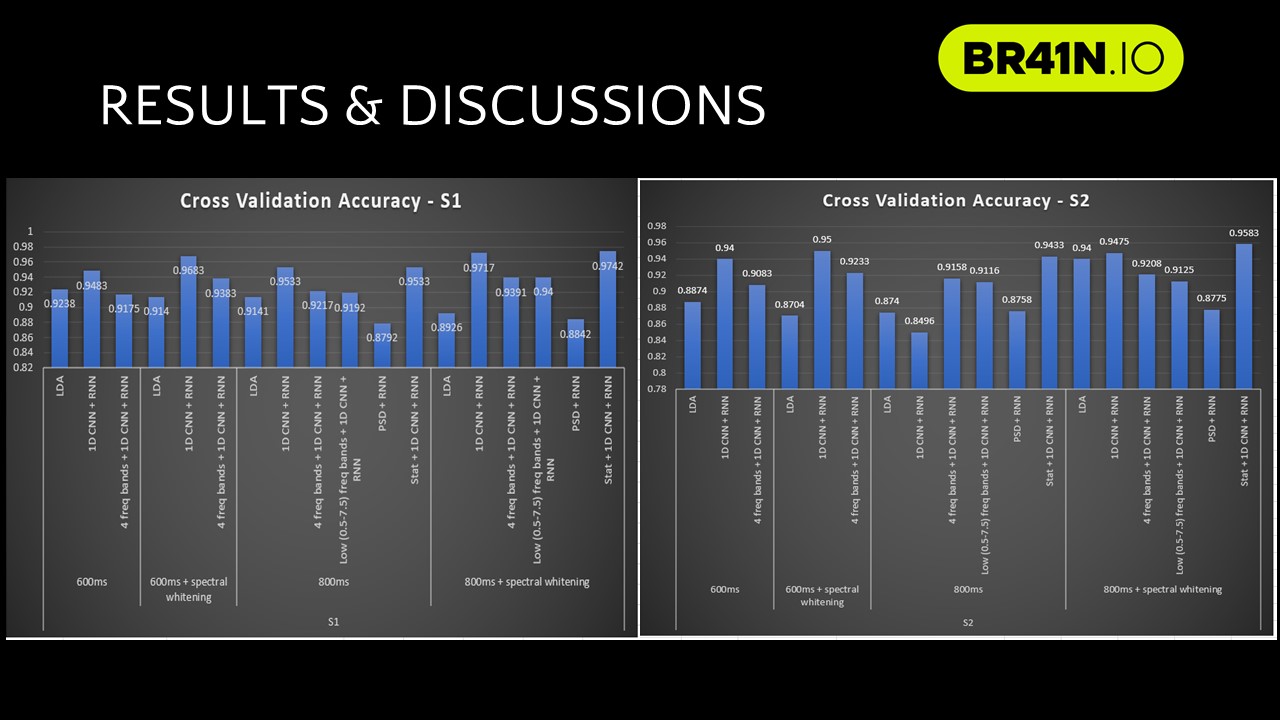 BR41N.IO
RESULTS & DISCUSSIONS
Cross Validation Accuracy - S1
1
0.98
0.96
0.94
0.92
0.9
0.88
0.86
0.84
0.82
0.9238
0.9483
0.9175
0.914
0.9683
0.9383
0.9141
0.9533
0.9217
0.9192
0.8792
0.9533
0.8926
0.9717
0.9391
0.94
0.8842
0.9742
LDA
1D CNN + RNN
4 freq bands + 1D CNN + RNN
LDA
1D CNN + RNN
4 freq bands + 1D CNN + RNN
LDA
1D CNN + RNN
4 freq bands + 1D CNN + RNN
Low (0.5-7.5) freq bands + 1D CNN +
RNN
PSD + RNN
Stat + 1D CNN + RNN
LDA
1D CNN + RNN
4 freq bands + 1D CNN + RNN
Low (0.5-7.5) freq bands + 1D CNN +
RNN
PSD + RNN
Stat + 1D CNN + RNN
600ms
600ms + spectral
whitening
800ms
800ms + spectral whitening
S1
Cross Validation Accuracy - S2
0.98
0.96
0.94
0.92
0.9
0.88
0.86
0.84
0.82
0.8
0.78
0.8874
0.94
0.9083
0.8704
0.95
0.9233
0.874
0.8496
0.9158
0.9116
0.8758
0.9433
0.94
0.9475
0.9208
0.9125
0.8775
0.9583
LDA
1D CNN + RNN
4 freq bands + 1D CNN + RNN
LDA
1D CNN + RNN
4 freq bands + 1D CNN + RNN
LDA
1D CNN + RNN
4 freq bands + 1D CNN + RNN
Low (0.5-7.5) freq bands + 1D CNN + RNN
PSD + RNN
Stat + 1D CNN + RNN
LDA
1D CNN + RNN
4 freq bands + 1D CNN + RNN
Low (0.5-7.5) freq bands + 1D CNN + RNN
PSD + RNN
Stat + 1D CNN + RNN
600ms
600ms + spectral
whitening
800ms
800ms + spectral whitening
S2